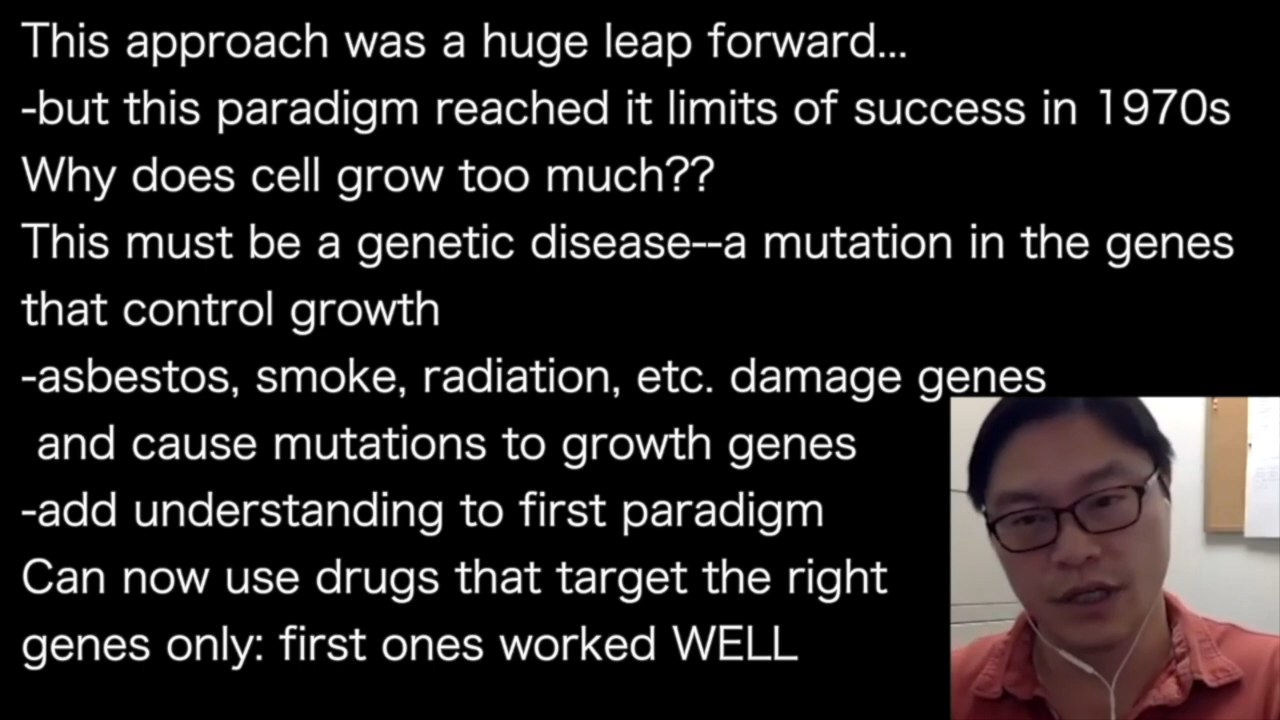 This approach was a huge leap forward...
-but this paradigm reached it limits of success in 1970s
Why does cell grow too much??
This must be a genetic disease--a mutation in the genes
that control growth
-asbestos, smoke, radiation, etc. damage genes
and cause mutations to growth genes
-add understanding to first paradigm
Can now use drugs that target the right
genes only: first ones worked WELL